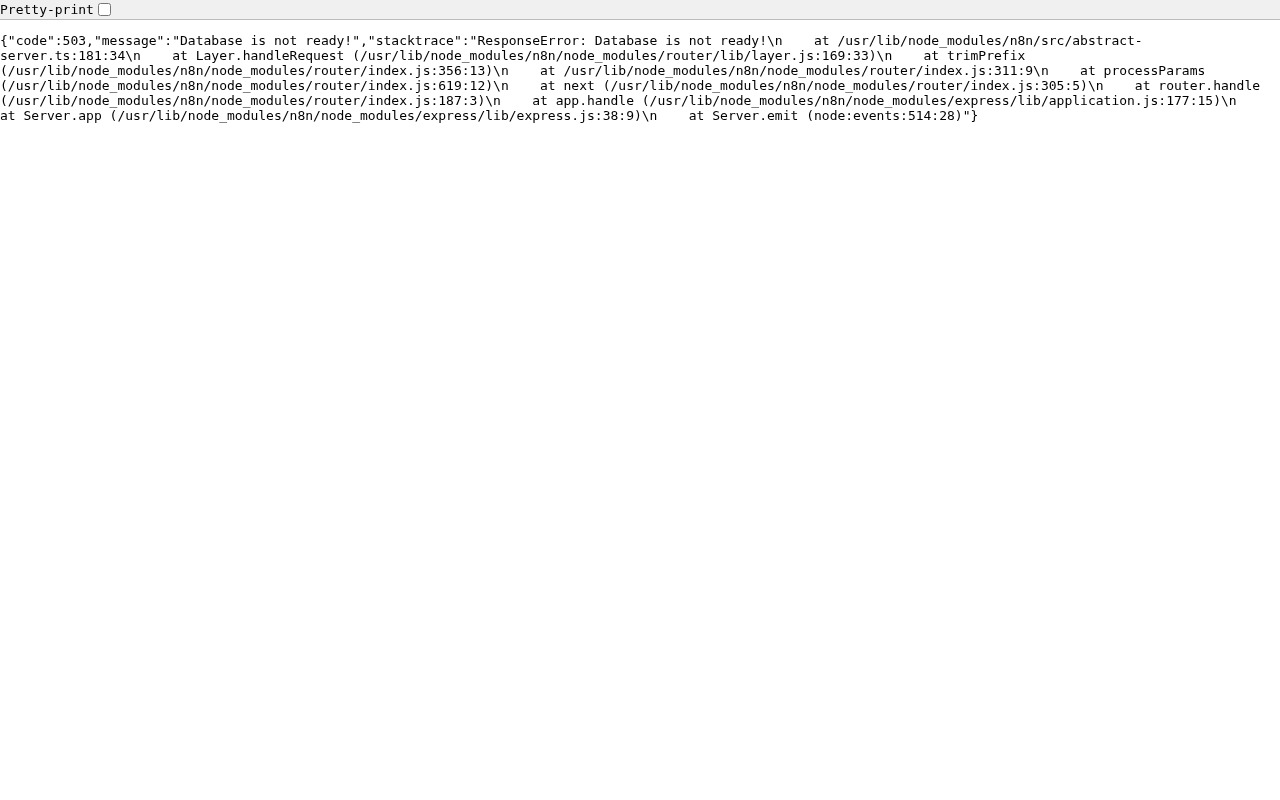 Pretty-print
{"code":503,"message":"Database is not ready!","stacktrace":"ResponseError: Database is not ready!\n    at /usr/lib/node_modules/n8n/src/abstract-
server.ts:181:34\n    at Layer.handleRequest (/usr/lib/node_modules/n8n/node_modules/router/lib/layer.js:169:33)\n    at trimPrefix
(/usr/lib/node_modules/n8n/node_modules/router/index.js:356:13)\n    at /usr/lib/node_modules/n8n/node_modules/router/index.js:311:9\n    at processParams
(/usr/lib/node_modules/n8n/node_modules/router/index.js:619:12)\n    at next (/usr/lib/node_modules/n8n/node_modules/router/index.js:305:5)\n    at router.handle
(/usr/lib/node_modules/n8n/node_modules/router/index.js:187:3)\n    at app.handle (/usr/lib/node_modules/n8n/node_modules/express/lib/application.js:177:15)\n
at Server.app (/usr/lib/node_modules/n8n/node_modules/express/lib/express.js:38:9)\n    at Server.emit (node:events:514:28)"}